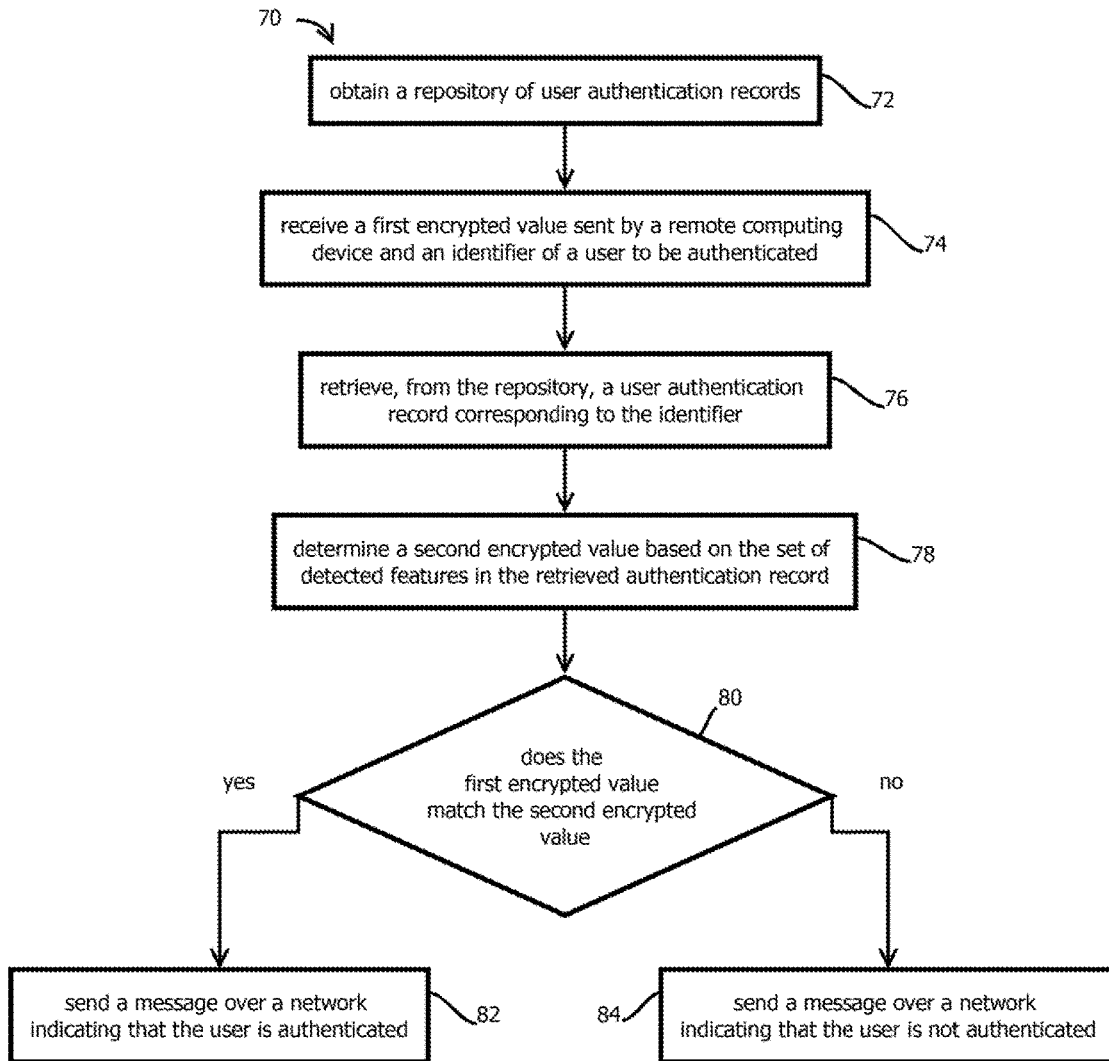 70
obtain a repository of user authentication records
72
receive a first encrypted value sent by a remote computing
device and an identifier of a user to be authenticated
74
retrieve, from the repository, a user authentication
record corresponding to the identifier
76
determine a second encrypted value based on the set of
detected features in the retrieved authentication record
78
80
does the
first encrypted value
match the second encrypted
value
yes
no
send a message over a network
indicating that the user is authenticated
82
84
send a message over a network
indicating that the user is not authenticated